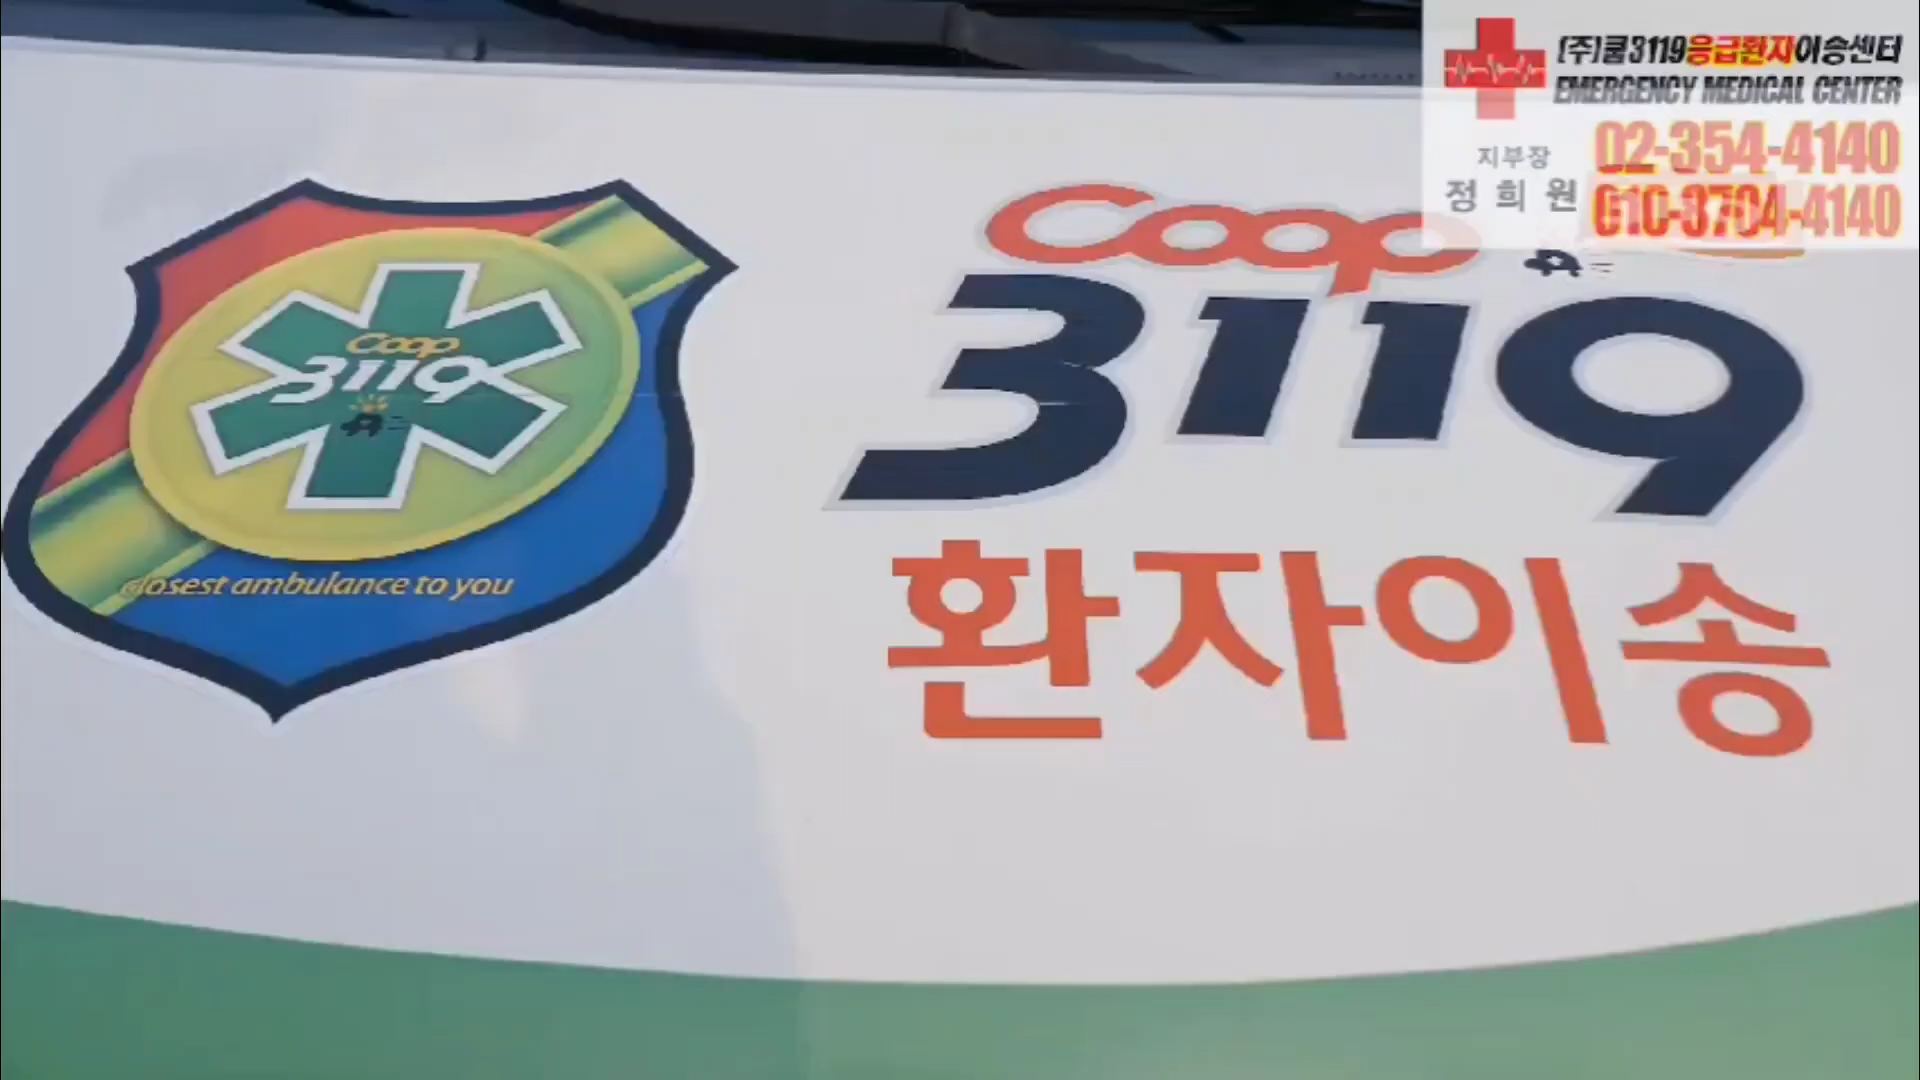 (주)쿱3119응급환자이송센터
EMERGENCY MEDICAL CENTER
지부장
정희원
02-354-4140
010-3704-4140
Coop
3119
환자이송
Coop
3119
closest ambulance to you